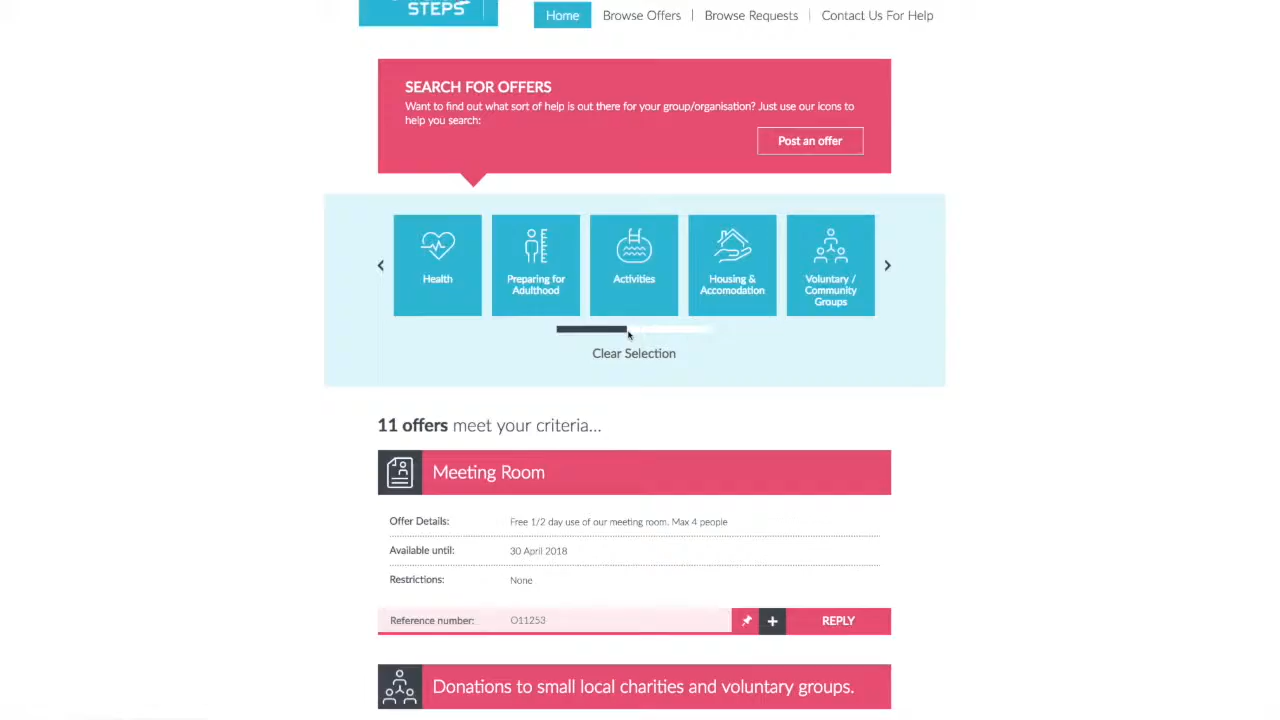 STEPS
Home
Browse Offers
Browse Requests
Contact Us For Help
SEARCH FOR OFFERS
Want to find out what sort of help is out there for your group/organisation? Just use our icons to
help you search:
Post an offer
Health
Preparing for
Adulthood
Activities
Housing &
Accomodation
Voluntary /
Community
Groups
Clear Selection
11 offers meet your criteria...
Meeting Room
Offer Details: Free 1/2 day use of our meeting room. Max 4 people
Available until: 30 April 2018
Restrictions: None
Reference number: O11253
+
REPLY
Donations to small local charities and voluntary groups.